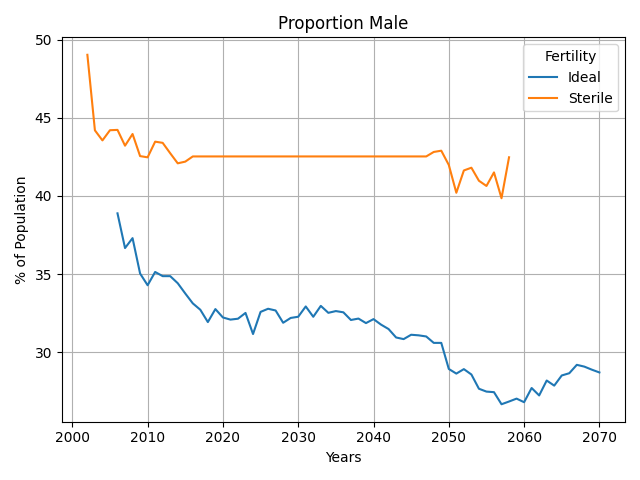 Proportion Male
Fertility
Ideal
Sterile
% of Population
50
45
40
35
30
2000 2010 2020 2030 2040 2050 2060 2070
Years